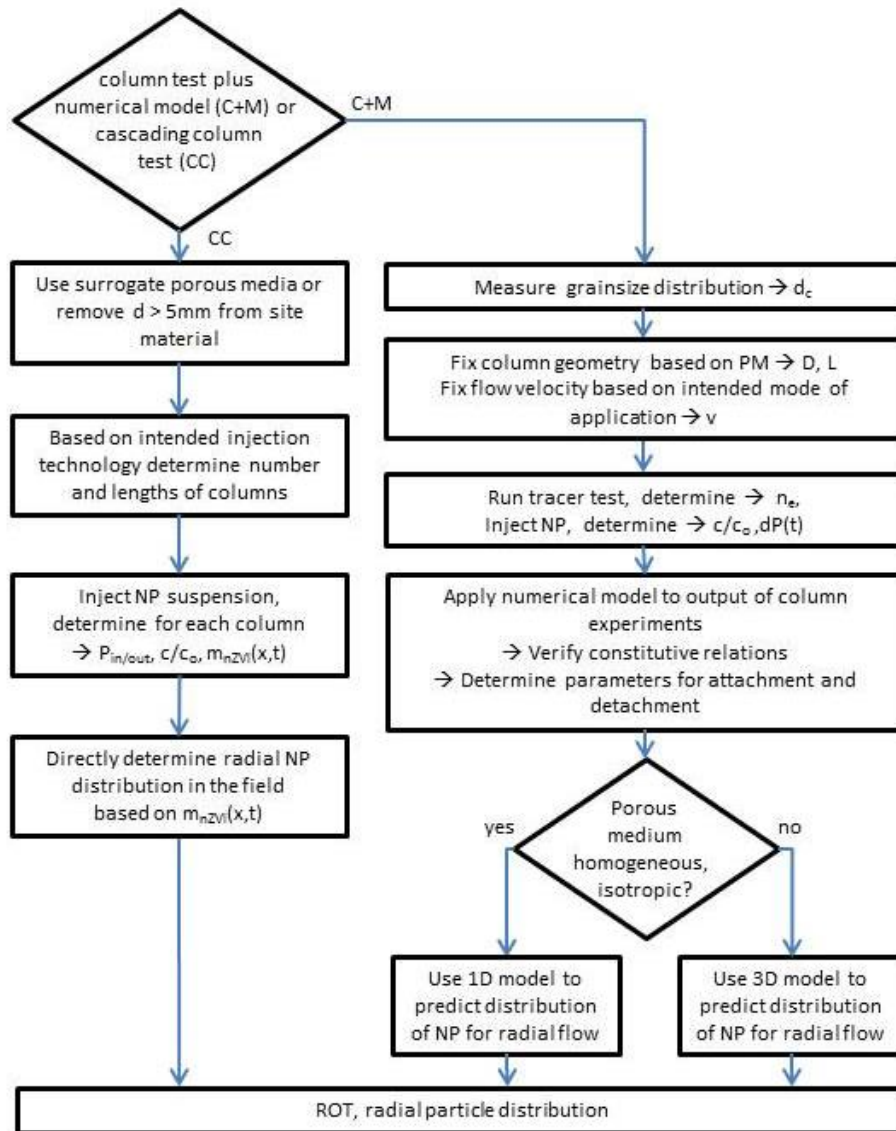 column test plus
numerical model (C+M) or
cascading column
test (CC)
C+M
CC
Use surrogate porous media or
remove d > 5mm from site
material
Based on intended injection
technology determine number
and lengths of columns
Inject NP suspension,
determine for each column
→ P_in/out, c/c₀, m_nZVI(x,t)
Directly determine radial NP
distribution in the field
based on m_nZVI(x,t)
Measure grainsize distribution → d_c
Fix column geometry based on PM → D, L
Fix flow velocity based on intended mode of
application → v
Run tracer test, determine → nₑ,
Inject NP, determine → c/c₀,dP(t)
Apply numerical model to output of column
experiments
→ Verify constitutive relations
→ Determine parameters for attachment and
detachment
Porous
medium
homogeneous,
isotropic?
yes
no
Use 1D model to
predict distribution
of NP for radial flow
Use 3D model to
predict distribution
of NP for radial flow
ROT, radial particle distribution